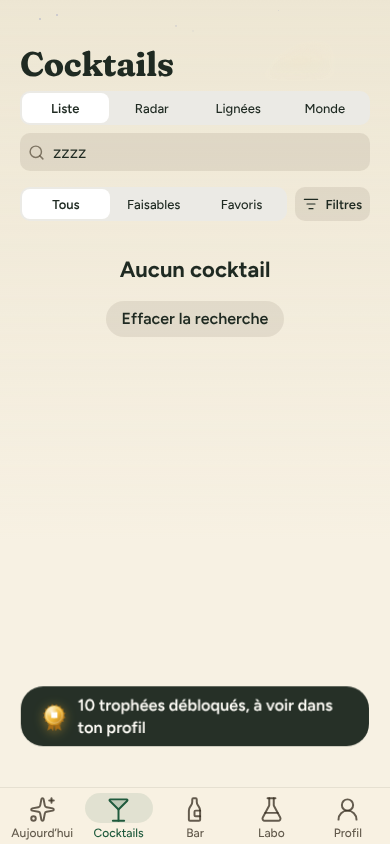 Cocktails
Liste Radar Lignées Monde
zzzz
Tous Faisables Favoris Filtres
Aucun cocktail
Effacer la recherche
10 trophées débloqués, à voir dans
ton profil
Aujourd'hui Cocktails Bar Labo Profil